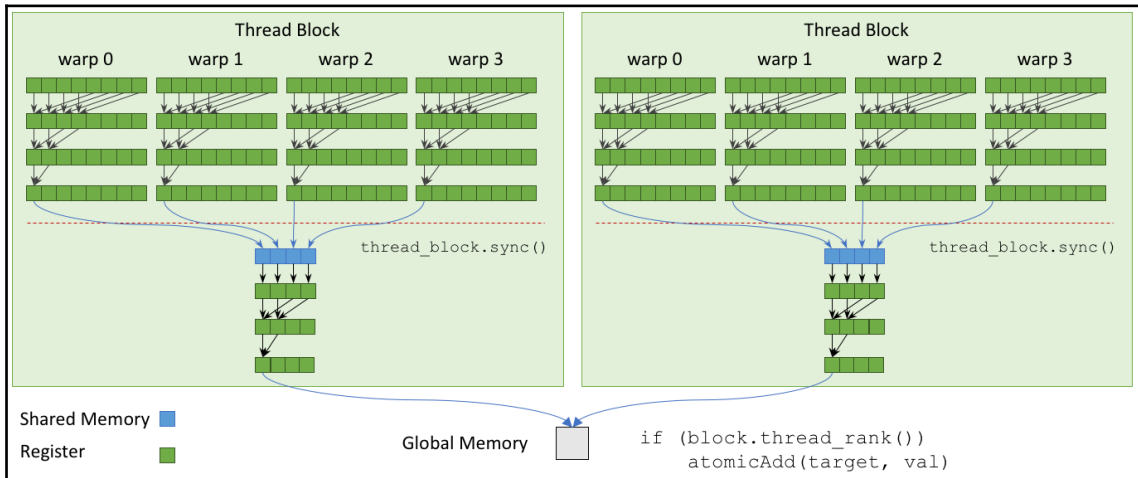 Thread Block
warp 0 warp 1 warp 2 warp 3
thread_block.sync()
Thread Block
warp 0 warp 1 warp 2 warp 3
thread_block.sync()
Shared Memory
Register
Global Memory
if (block.thread_rank())
atomicAdd(target, val)